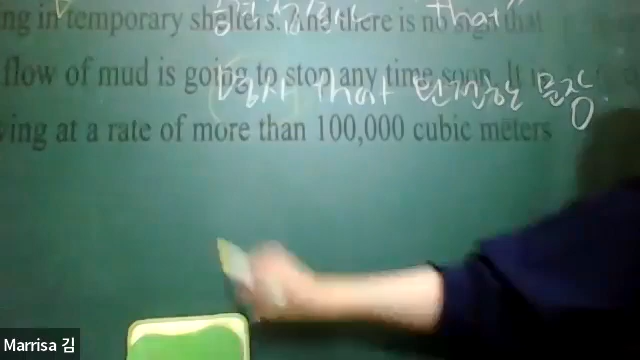 that"
ng in temporary shelters. And there is no sign that
flow of mud is going to stop any time soon. It
명사 that 완전한 문장
ving at a rate of more than 100,000 cubic meters
Marrisa 김